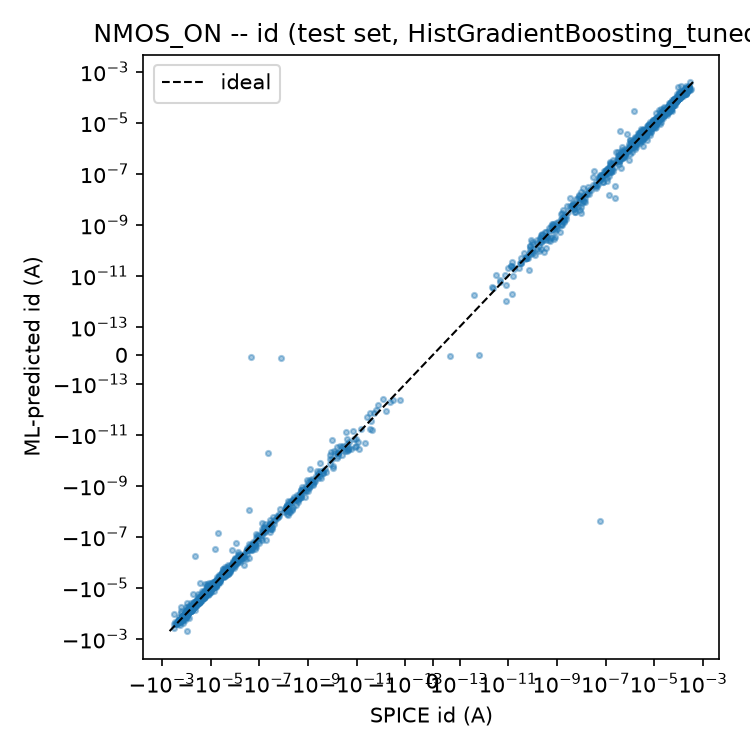 NMOS_ON -- id (test set, HistGradientBoosting_tuned
ideal
10⁻³
10⁻⁵
10⁻⁷
10⁻⁹
10⁻¹¹
10⁻¹³
0
−10⁻¹³
−10⁻¹¹
−10⁻⁹
−10⁻⁷
−10⁻⁵
−10⁻³
ML-predicted id (A)
−10⁻³ −10⁻⁵ −10⁻⁷ −10⁻⁹ −10⁻¹¹ −10⁻¹³ 0 10⁻¹³ 10⁻¹¹ 10⁻⁹ 10⁻⁷ 10⁻⁵ 10⁻³
SPICE id (A)